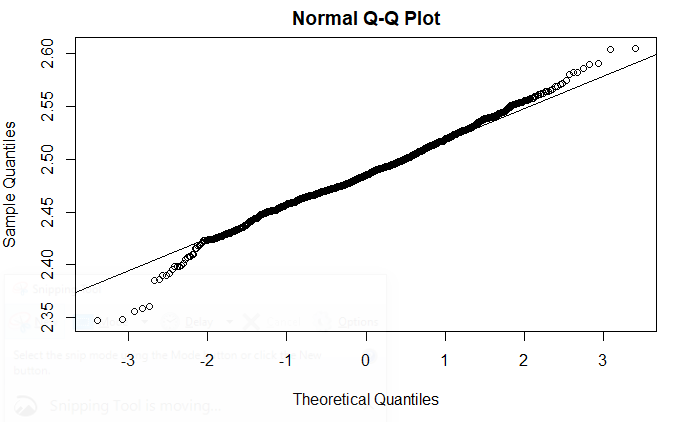 Normal Q-Q Plot
Sample Quantiles
2.60
2.55
2.50
2.45
2.40
2.35
-3 -2 -1 0 1 2 3
Theoretical Quantiles
Snipping
Delay Options
Select the snip mode using the Mode button or click the New
button.
Snipping Tool is moving...